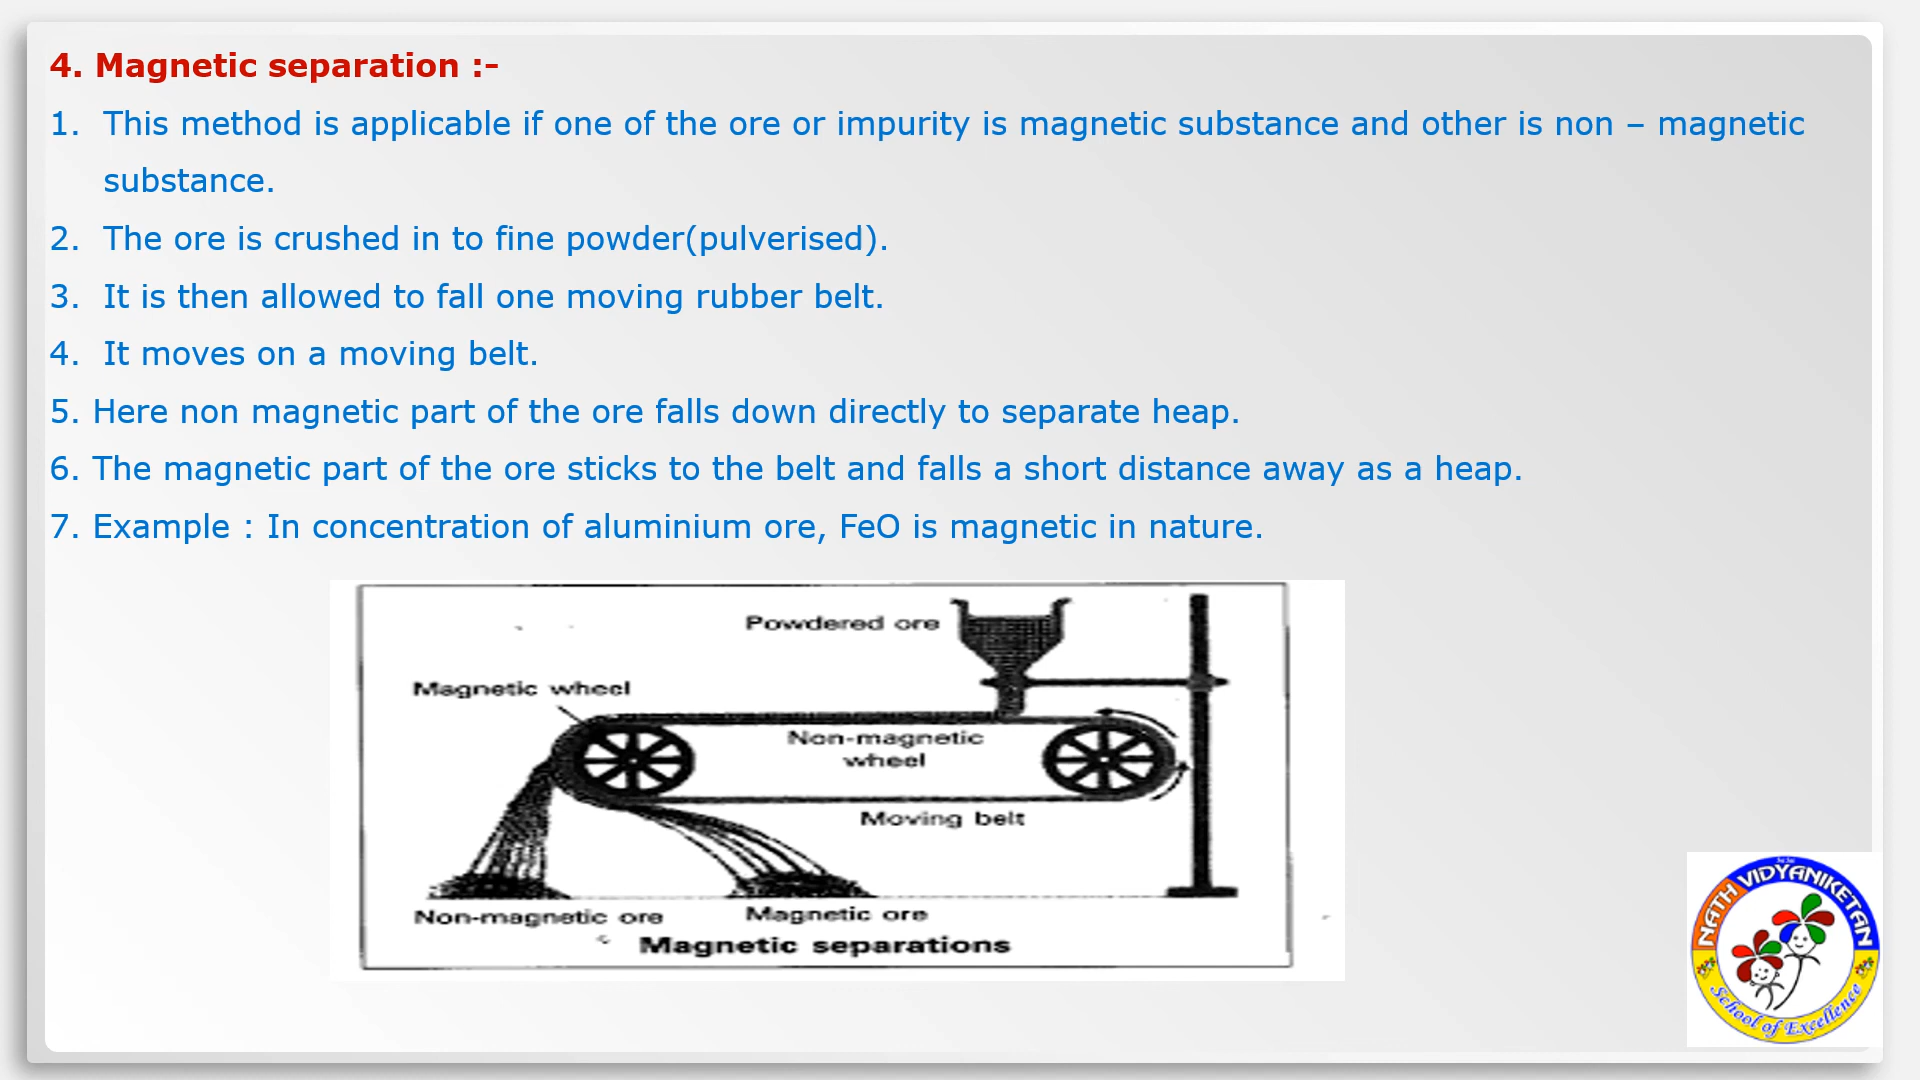 4. Magnetic separation :-
1. This method is applicable if one of the ore or impurity is magnetic substance and other is non – magnetic
substance.
2. The ore is crushed in to fine powder(pulverised).
3. It is then allowed to fall one moving rubber belt.
4. It moves on a moving belt.
5. Here non magnetic part of the ore falls down directly to separate heap.
6. The magnetic part of the ore sticks to the belt and falls a short distance away as a heap.
7. Example : In concentration of aluminium ore, FeO is magnetic in nature.
Powdered ore
Magnetic wheel
Non-magnetic
wheel
Moving belt
Non-magnetic ore
Magnetic ore
Magnetic separations
NATH VIDYANIKETAN
School of Excellence